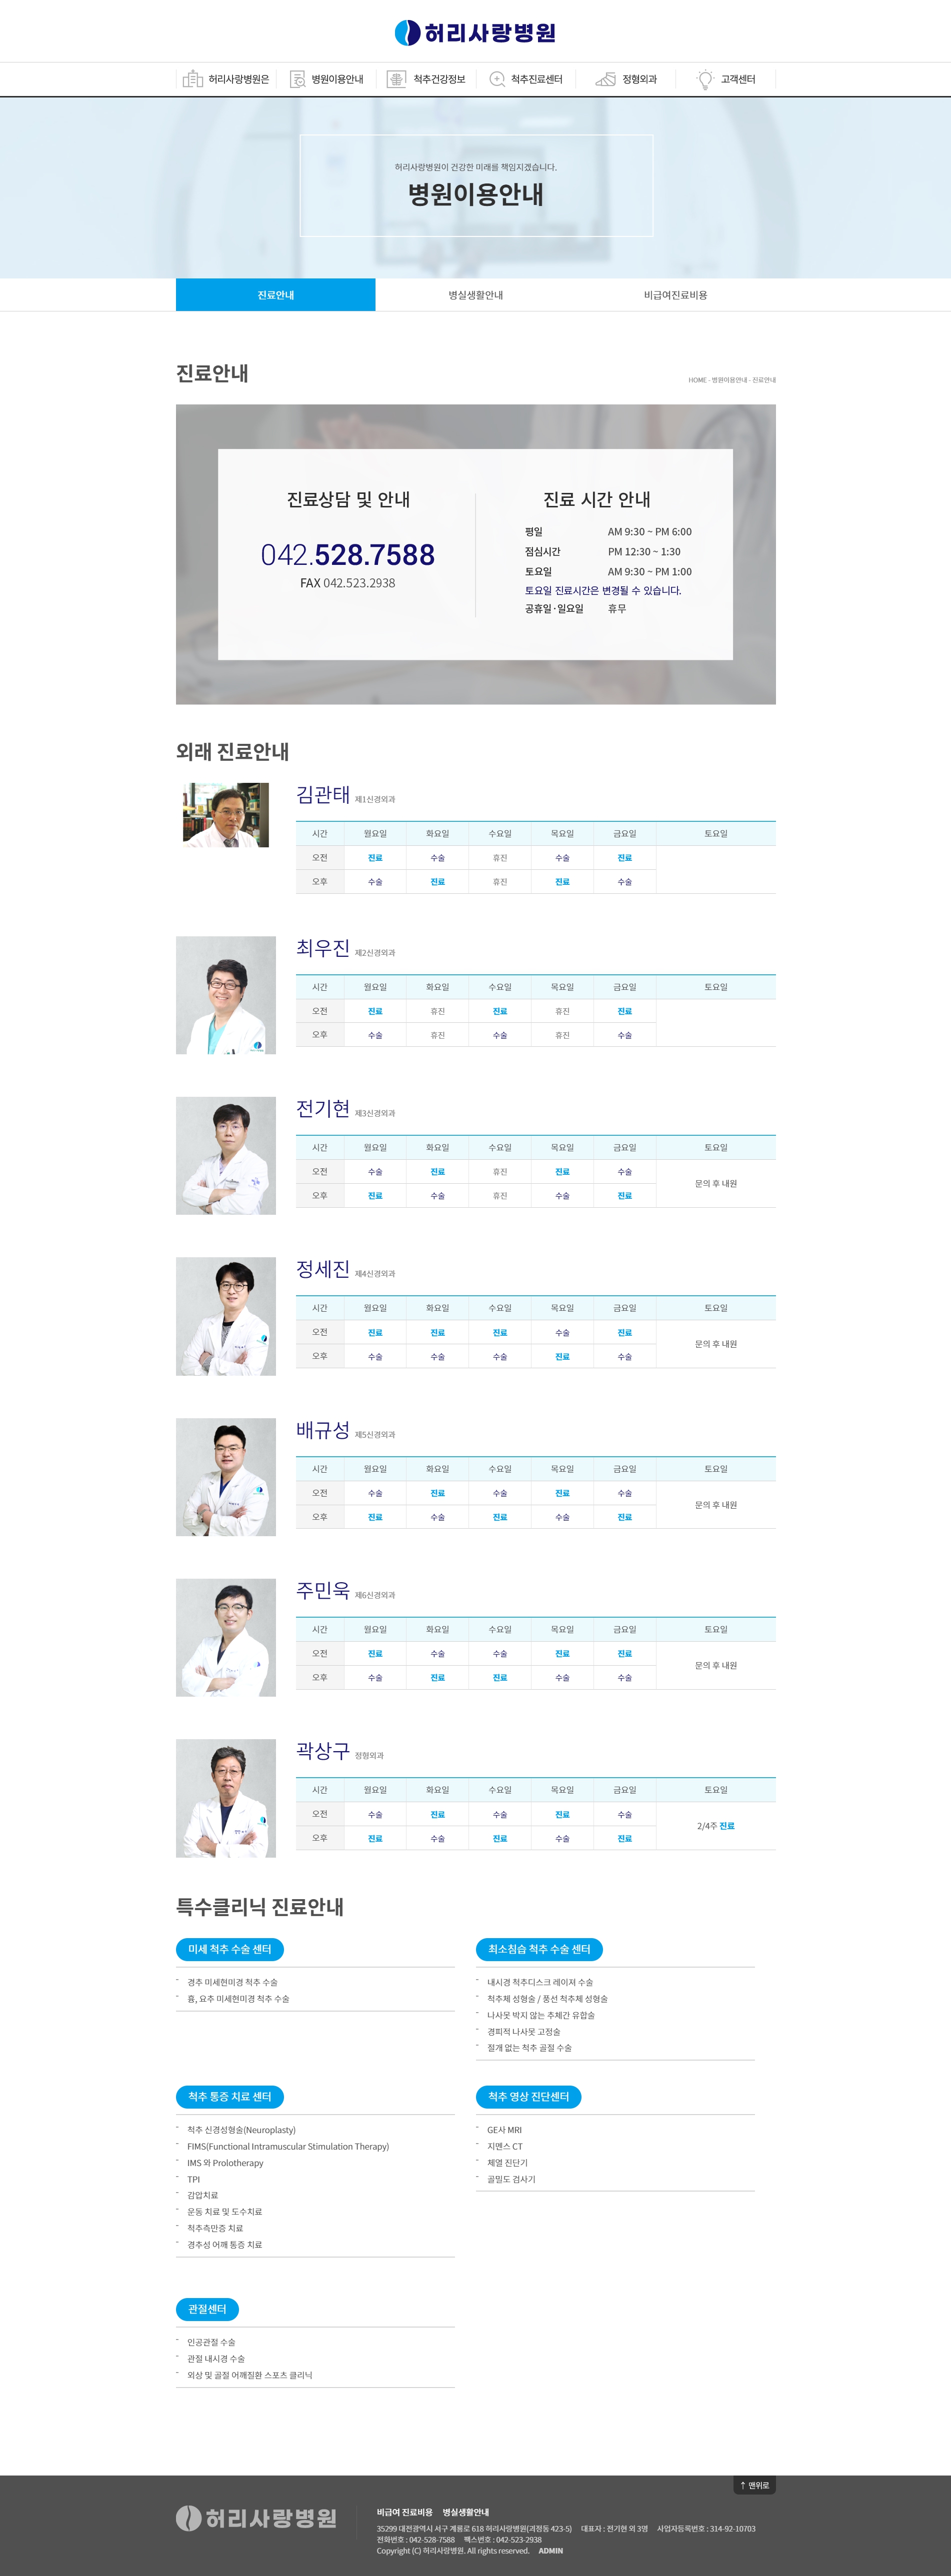 허리사랑병원
허리사랑병원은 병원이용안내 척추건강정보 척추진료센터 정형외과 고객센터
허리사랑병원이 건강한 미래를 책임지겠습니다.
병원이용안내
진료안내 병실생활안내 비급여진료비용
진료안내
HOME - 병원이용안내 - 진료안내
진료상담 및 안내
042.528.7588
FAX 042.523.2938
진료 시간 안내
평일 AM 9:30 ~ PM 6:00
점심시간 PM 12:30 ~ 1:30
토요일 AM 9:30 ~ PM 1:00
토요일 진료시간은 변경될 수 있습니다.
공휴일·일요일 휴무
외래 진료안내
김관태 제1신경외과
시간 월요일 화요일 수요일 목요일 금요일 토요일
오전 진료 수술 휴진 수술 진료
오후 수술 진료 휴진 진료 수술
최우진 제2신경외과
시간 월요일 화요일 수요일 목요일 금요일 토요일
오전 진료 휴진 진료 휴진 진료
오후 수술 휴진 수술 휴진 수술
전기현 제3신경외과
시간 월요일 화요일 수요일 목요일 금요일 토요일
오전 수술 진료 휴진 진료 수술
문의 후 내원
오후 진료 수술 휴진 수술 진료
정세진 제4신경외과
시간 월요일 화요일 수요일 목요일 금요일 토요일
오전 진료 진료 진료 수술 진료
문의 후 내원
오후 수술 수술 수술 진료 수술
배규성 제5신경외과
시간 월요일 화요일 수요일 목요일 금요일 토요일
오전 수술 진료 수술 진료 수술
문의 후 내원
오후 진료 수술 진료 수술 진료
주민욱 제6신경외과
시간 월요일 화요일 수요일 목요일 금요일 토요일
오전 진료 수술 수술 진료 진료
문의 후 내원
오후 수술 진료 진료 수술 수술
곽상구 정형외과
시간 월요일 화요일 수요일 목요일 금요일 토요일
오전 수술 진료 수술 진료 수술
2/4주 진료
오후 진료 수술 진료 수술 진료
특수클리닉 진료안내
미세 척추 수술 센터
- 경추 미세현미경 척추 수술
- 흉, 요추 미세현미경 척추 수술
최소침습 척추 수술 센터
- 내시경 척추디스크 레이져 수술
- 척추체 성형술 / 풍선 척추체 성형술
- 나사못 박지 않는 추체간 유합술
- 경피적 나사못 고정술
- 절개 없는 척추 골절 수술
척추 통증 치료 센터
- 척추 신경성형술(Neuroplasty)
- FIMS(Functional Intramuscular Stimulation Therapy)
- IMS 와 Prolotherapy
- TPI
- 감압치료
- 운동 치료 및 도수치료
- 척추측만증 치료
- 경추성 어깨 통증 치료
척추 영상 진단센터
- GE사 MRI
- 지멘스 CT
- 체열 진단기
- 골밀도 검사기
관절센터
- 인공관절 수술
- 관절 내시경 수술
- 외상 및 골절 어깨질환 스포츠 클리닉
↑ 맨위로
허리사랑병원
비급여 진료비용 병실생활안내
35299 대전광역시 서구 계룡로 618 허리사랑병원(괴정동 423-5) 대표자 : 전기현 외 3명 사업자등록번호 : 314-92-10703
전화번호 : 042-528-7588 팩스번호 : 042-523-2938
Copyright (C) 허리사랑병원. All rights reserved. ADMIN